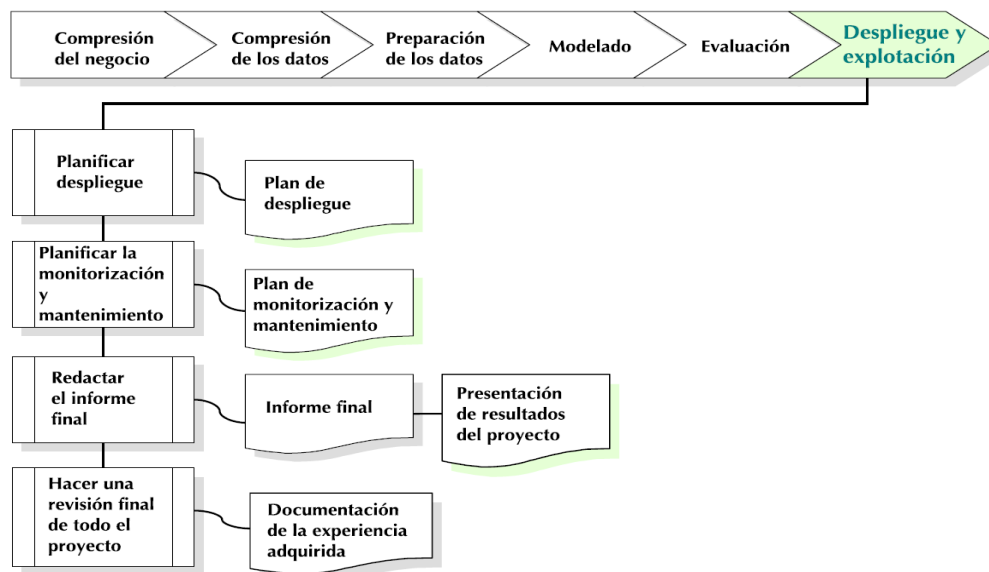 Compresión
del negocio
Compresión
de los datos
Preparación
de los datos
Modelado
Evaluación
Despliegue y
explotación
Planificar
despliegue
Plan de
despliegue
Planificar la
monitorización
y
mantenimiento
Plan de
monitorización y
mantenimiento
Redactar
el informe
final
Informe final
Presentación
de resultados
del proyecto
Hacer una
revisión final
de todo el
proyecto
Documentación
de la experiencia
adquirida